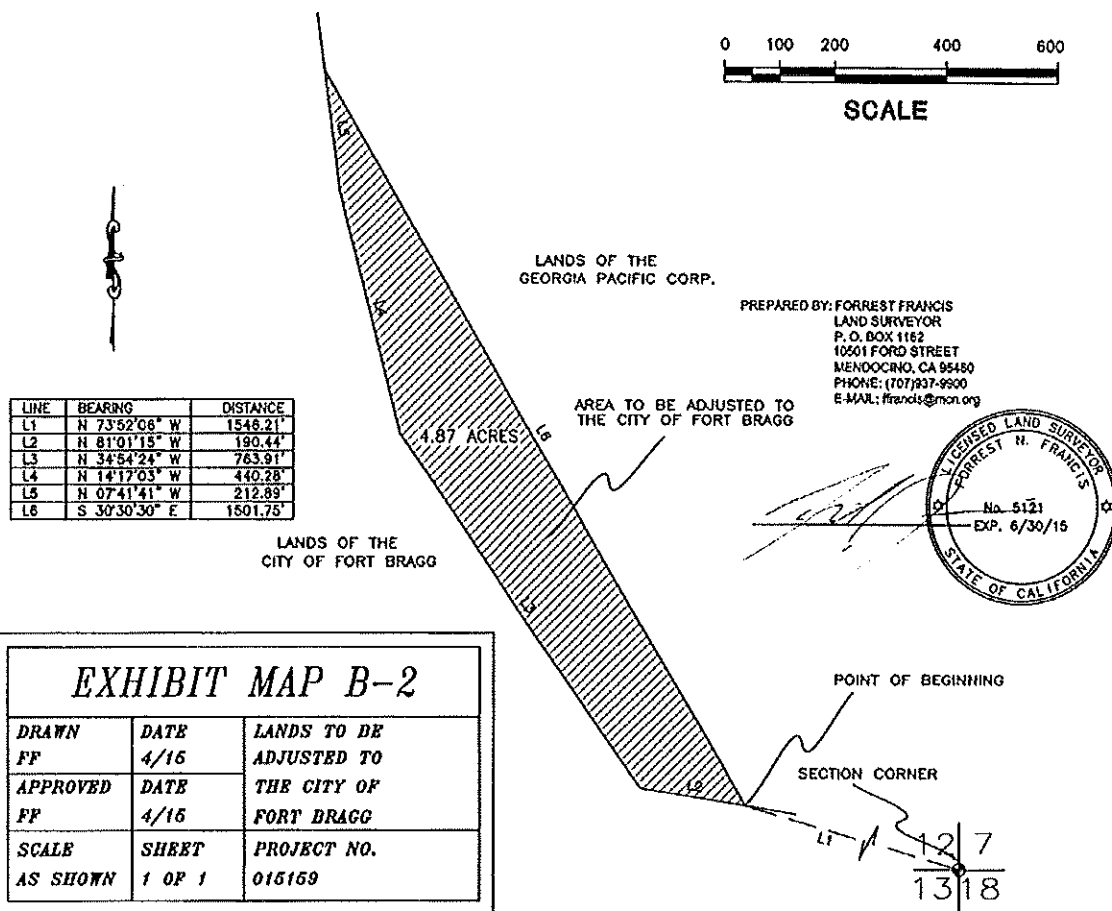 0 100 200 400 600
SCALE
LANDS OF THE
GEORGIA PACIFIC CORP.
PREPARED BY: FORREST FRANCIS
LAND SURVEYOR
P. O. BOX 1162
10501 FORD STREET
MENDOCINO, CA 95460
PHONE: (707)937-9900
E-MAIL: ffrancis@mcn.org
LICENSED LAND SURVEYOR
FORREST N. FRANCIS
No. 5121
EXP. 6/30/15
STATE OF CALIFORNIA
LINE BEARING DISTANCE
L1 N 73°52'06" W 1546.21'
L2 N 81°01'15" W 190.44'
L3 N 34°54'24" W 763.91'
L4 N 14°17'03" W 440.28'
L5 N 07°41'41" W 212.89'
L6 S 30°30'30" E 1501.75'
L5
L4
L6
4.87 ACRES
AREA TO BE ADJUSTED TO
THE CITY OF FORT BRAGG
LANDS OF THE
CITY OF FORT BRAGG
L3
L2
POINT OF BEGINNING
SECTION CORNER
L1
12 7
13 18
EXHIBIT MAP B-2
DRAWN
FF
DATE
4/15
LANDS TO BE
ADJUSTED TO
THE CITY OF
FORT BRAGG
APPROVED
FF
DATE
4/15
SCALE
AS SHOWN
SHEET
1 OF 1
PROJECT NO.
015159